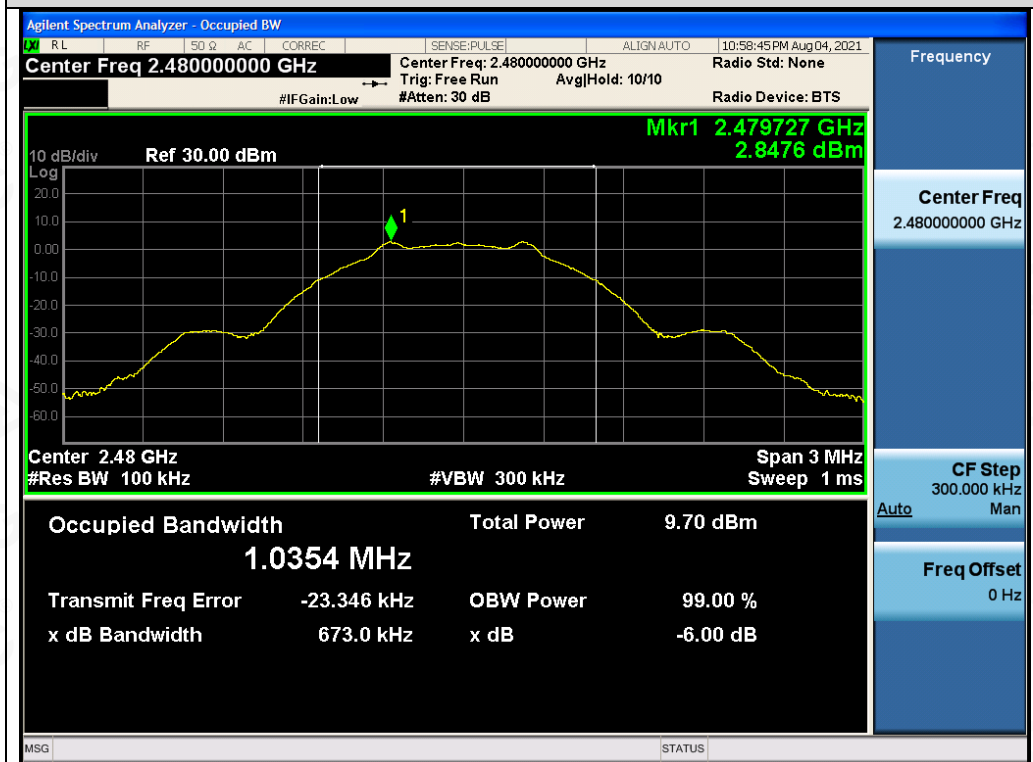 Agilent Spectrum Analyzer - Occupied BW
LXI RL RF 50 Ω AC CORREC SENSE:PULSE ALIGN AUTO 10:58:45 PM Aug 04, 2021
Center Freq 2.480000000 GHz
Center Freq: 2.480000000 GHz Radio Std: None
Trig: Free Run Avg|Hold: 10/10
#IFGain:Low #Atten: 30 dB Radio Device: BTS
Frequency
Mkr1 2.479727 GHz
2.8476 dBm
10 dB/div Ref 30.00 dBm
Log
20.0
10.0
1
0.00
-10.0
-20.0
-30.0
-40.0
-50.0
-60.0
Center 2.48 GHz Span 3 MHz
#Res BW 100 kHz #VBW 300 kHz Sweep 1 ms
Occupied Bandwidth Total Power 9.70 dBm
1.0354 MHz
Transmit Freq Error -23.346 kHz OBW Power 99.00 %
x dB Bandwidth 673.0 kHz x dB -6.00 dB
Center Freq
2.480000000 GHz
CF Step
300.000 kHz
Auto Man
Freq Offset
0 Hz
MSG STATUS